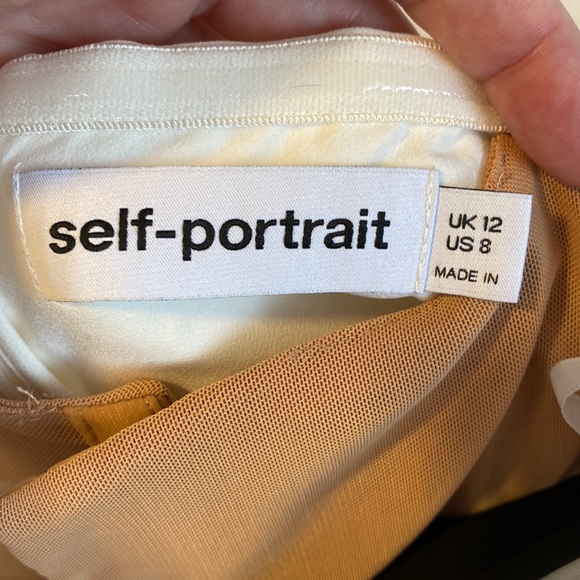 self-portrait
UK 12
US 8
MADE IN